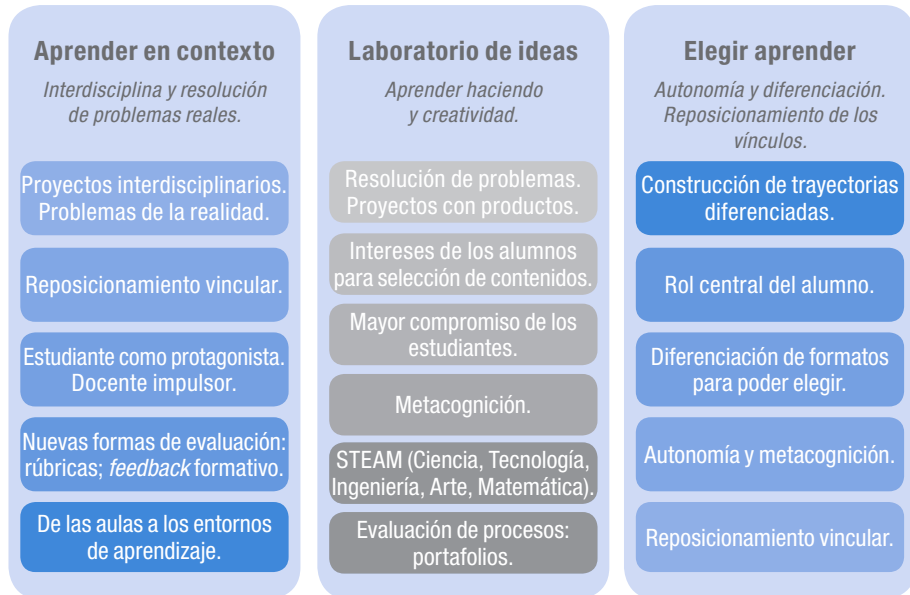 Aprender en contexto
Interdisciplina y resolución
de problemas reales.
Proyectos interdisciplinarios.
Problemas de la realidad.
Reposicionamiento vincular.
Estudiante como protagonista.
Docente impulsor.
Nuevas formas de evaluación:
rúbricas; feedback formativo.
De las aulas a los entornos
de aprendizaje.
Laboratorio de ideas
Aprender haciendo
y creatividad.
Resolución de problemas.
Proyectos con productos.
Intereses de los alumnos
para selección de contenidos.
Mayor compromiso de los
estudiantes.
Metacognición.
STEAM (Ciencia, Tecnología,
Ingeniería, Arte, Matemática).
Evaluación de procesos:
portafolios.
Elegir aprender
Autonomía y diferenciación.
Reposicionamiento de los
vínculos.
Construcción de trayectorias
diferenciadas.
Rol central del alumno.
Diferenciación de formatos
para poder elegir.
Autonomía y metacognición.
Reposicionamiento vincular.